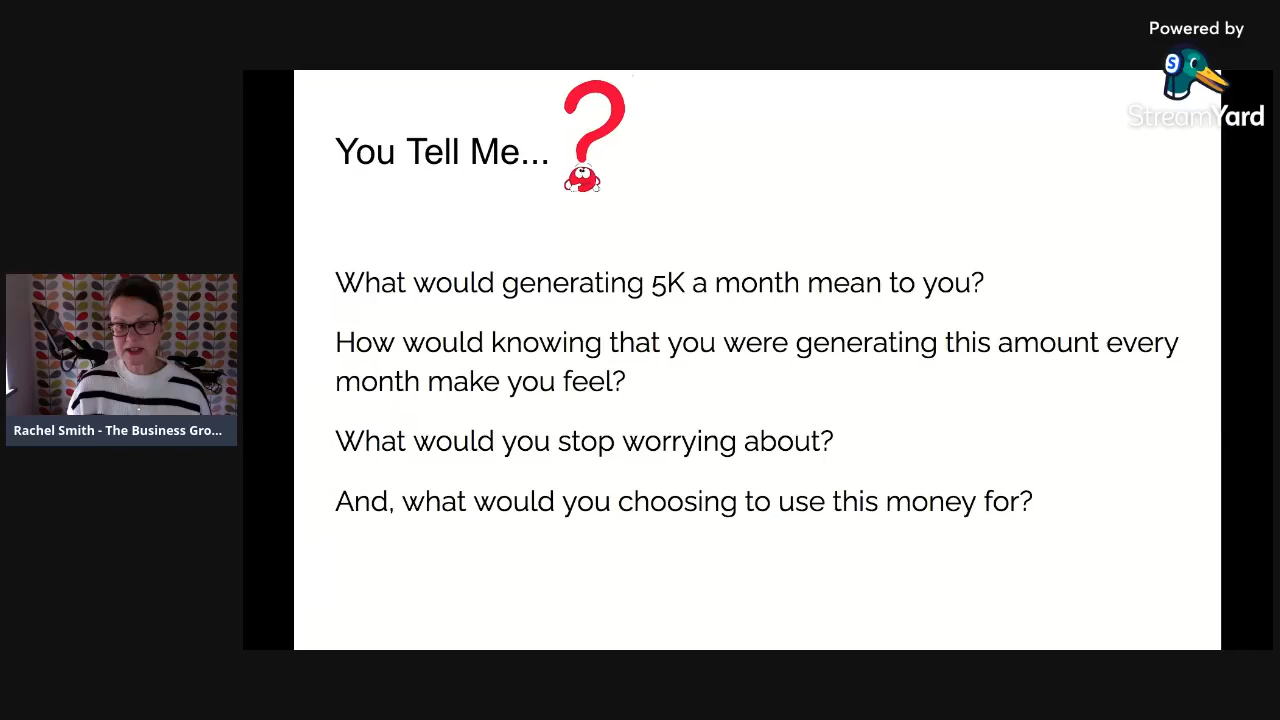 Powered by
S
StreamYard
You Tell Me...
What would generating 5K a month mean to you?
How would knowing that you were generating this amount every
month make you feel?
What would you stop worrying about?
And, what would you choosing to use this money for?
Rachel Smith - The Business Gro...